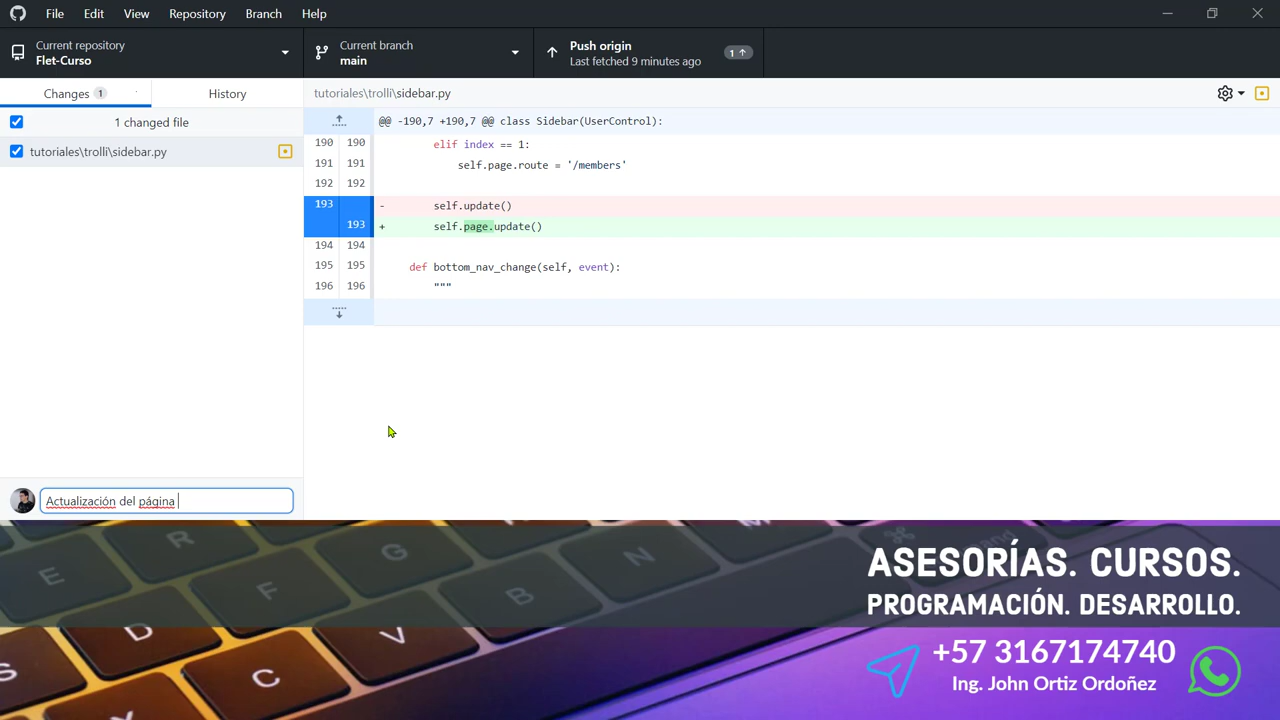 File Edit View Repository Branch Help
Current repository
Flet-Curso
Current branch
main
Push origin
Last fetched 9 minutes ago
1
Changes 1
History
tutoriales\trolli\sidebar.py
1 changed file
tutoriales\trolli\sidebar.py
@@ -190,7 +190,7 @@ class Sidebar(UserControl):
190 190 elif index == 1:
191 191 self.page.route = '/members'
192 192
193 - self.update()
193 + self.page.update()
194 194
195 195 def bottom_nav_change(self, event):
196 196 """
Actualización del página
ASESORÍAS. CURSOS.
PROGRAMACIÓN. DESARROLLO.
+57 3167174740
Ing. John Ortiz Ordoñez
E
R
F
G
V
B
N
M
D
C
S
X